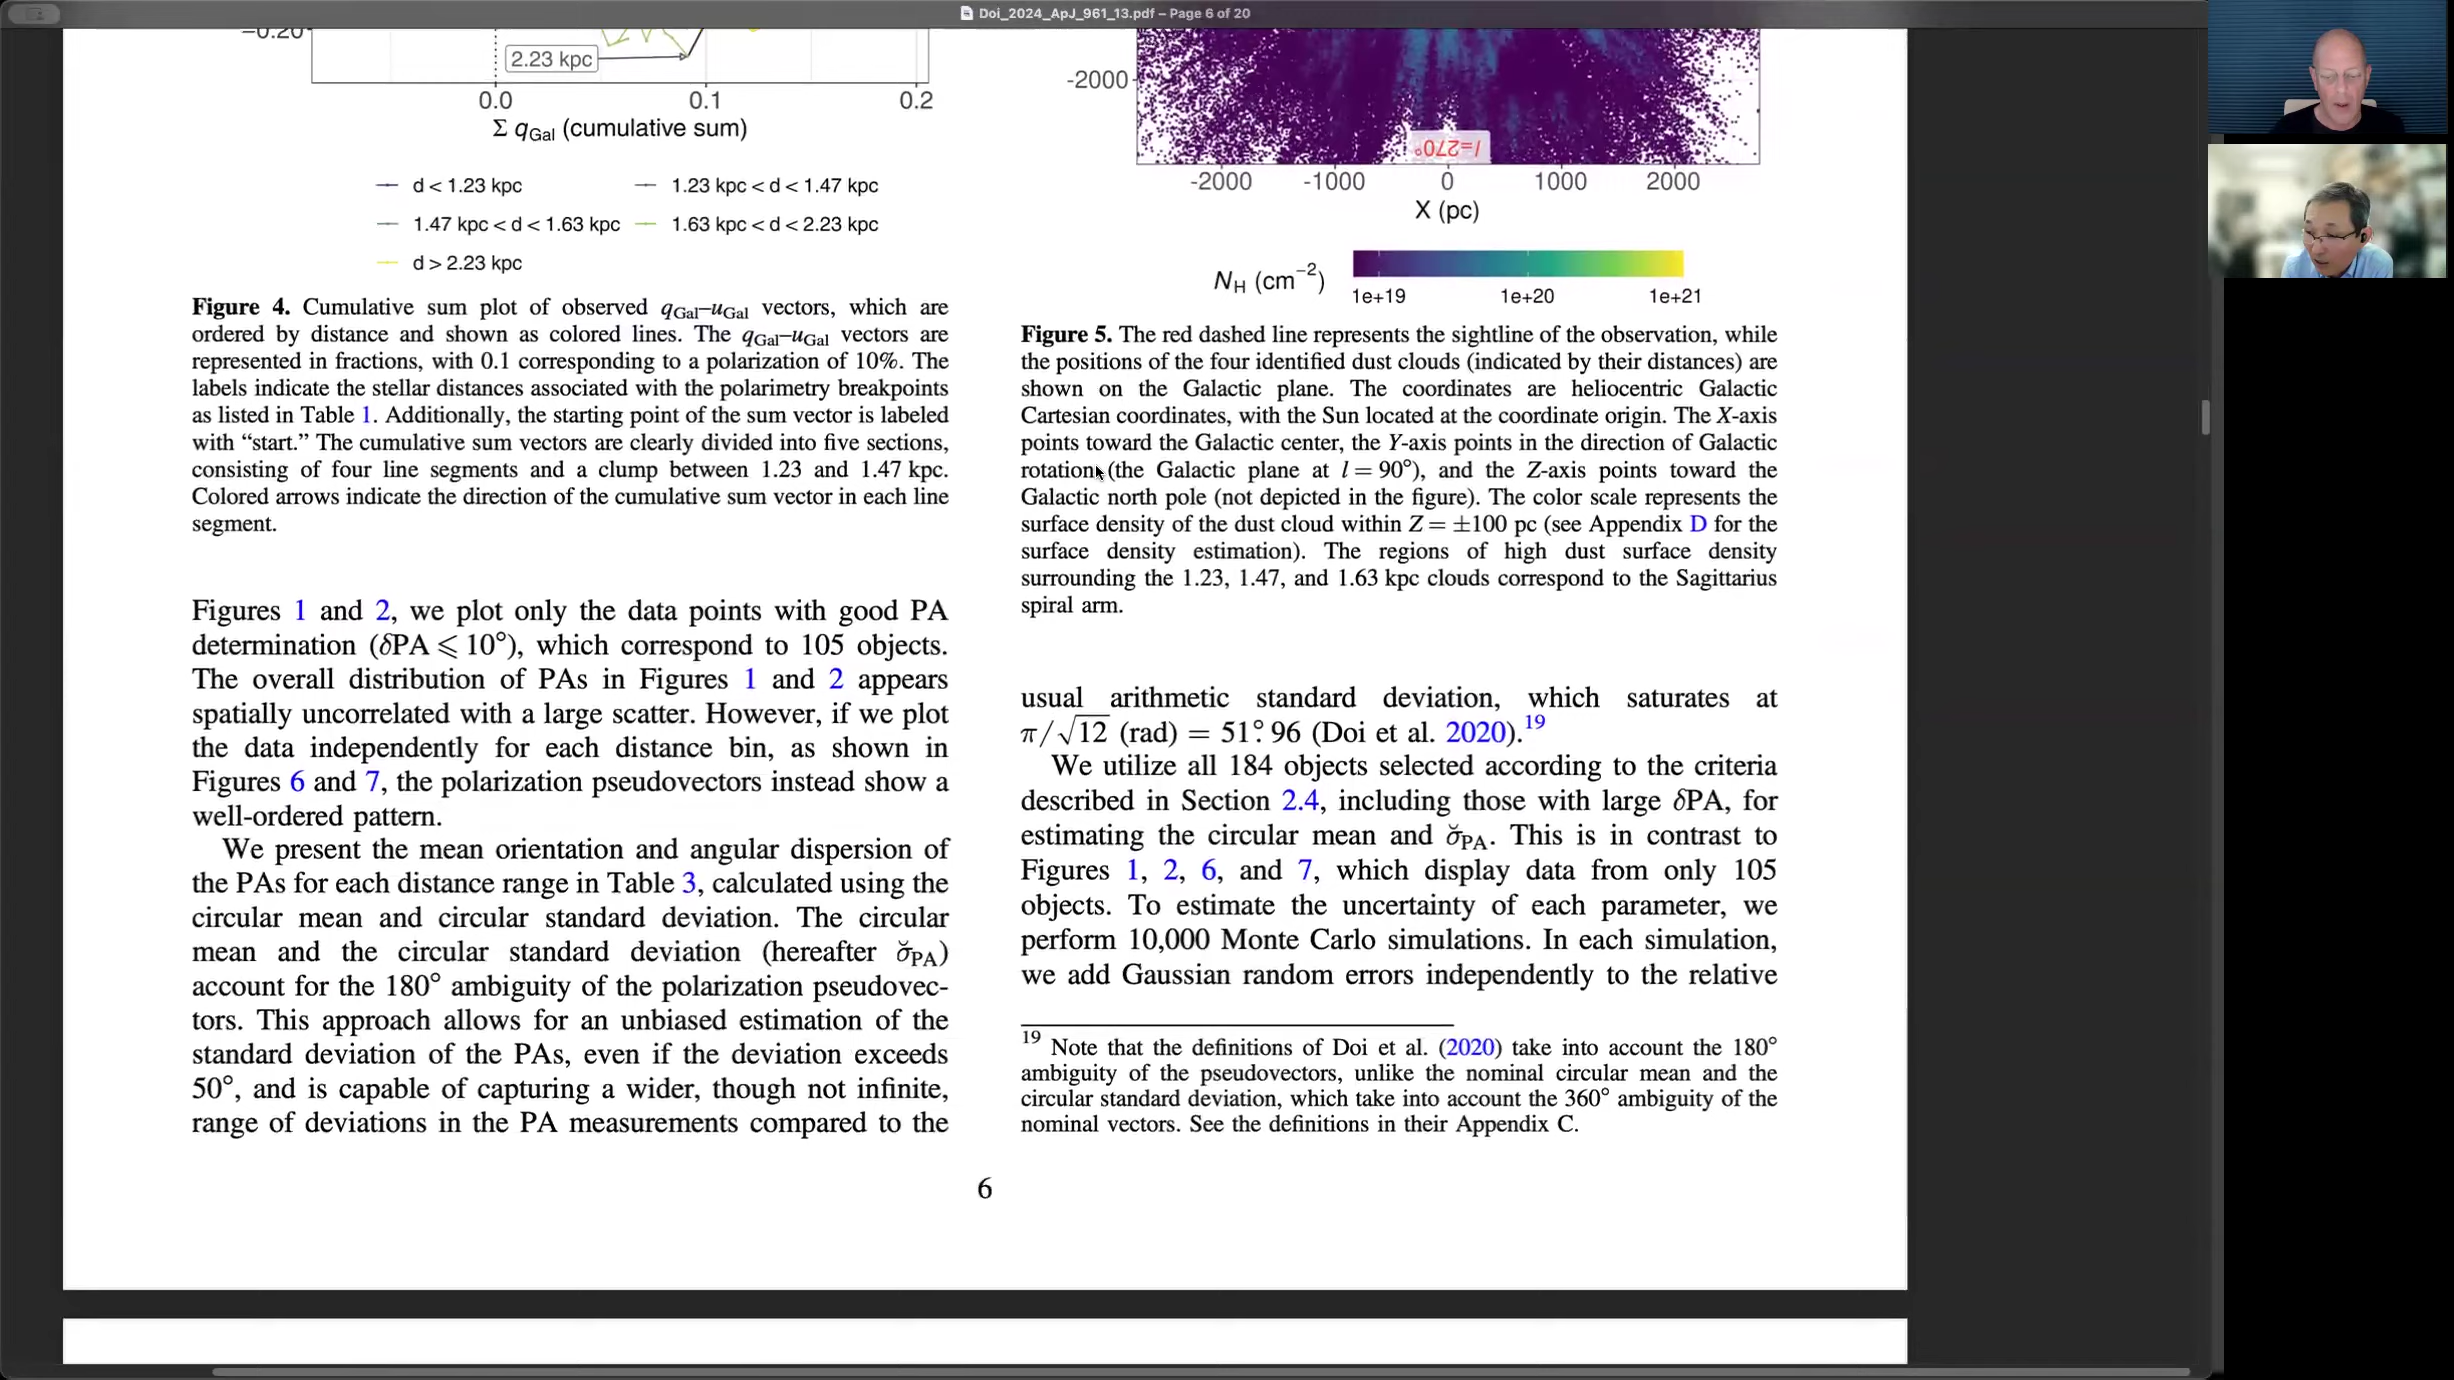 Doi_2024_ApJ_961_13.pdf – Page 6 of 20
−0.20
2.23 kpc
0.0 0.1 0.2
Σ qGal (cumulative sum)
d < 1.23 kpc 1.23 kpc < d < 1.47 kpc
1.47 kpc < d < 1.63 kpc 1.63 kpc < d < 2.23 kpc
d > 2.23 kpc
Figure 4. Cumulative sum plot of observed qGal–uGal vectors, which are
ordered by distance and shown as colored lines. The qGal–uGal vectors are
represented in fractions, with 0.1 corresponding to a polarization of 10%. The
labels indicate the stellar distances associated with the polarimetry breakpoints
as listed in Table 1. Additionally, the starting point of the sum vector is labeled
with “start.” The cumulative sum vectors are clearly divided into five sections,
consisting of four line segments and a clump between 1.23 and 1.47 kpc.
Colored arrows indicate the direction of the cumulative sum vector in each line
segment.
Figures 1 and 2, we plot only the data points with good PA
determination (δPA ⩽ 10°), which correspond to 105 objects.
The overall distribution of PAs in Figures 1 and 2 appears
spatially uncorrelated with a large scatter. However, if we plot
the data independently for each distance bin, as shown in
Figures 6 and 7, the polarization pseudovectors instead show a
well-ordered pattern.
We present the mean orientation and angular dispersion of
the PAs for each distance range in Table 3, calculated using the
circular mean and circular standard deviation. The circular
mean and the circular standard deviation (hereafter σ̆PA)
account for the 180° ambiguity of the polarization pseudovec-
tors. This approach allows for an unbiased estimation of the
standard deviation of the PAs, even if the deviation exceeds
50°, and is capable of capturing a wider, though not infinite,
range of deviations in the PA measurements compared to the
-2000
l=270°
-2000 -1000 0 1000 2000
X (pc)
NH (cm−2)
1e+19 1e+20 1e+21
Figure 5. The red dashed line represents the sightline of the observation, while
the positions of the four identified dust clouds (indicated by their distances) are
shown on the Galactic plane. The coordinates are heliocentric Galactic
Cartesian coordinates, with the Sun located at the coordinate origin. The X-axis
points toward the Galactic center, the Y-axis points in the direction of Galactic
rotation (the Galactic plane at l = 90°), and the Z-axis points toward the
Galactic north pole (not depicted in the figure). The color scale represents the
surface density of the dust cloud within Z = ±100 pc (see Appendix D for the
surface density estimation). The regions of high dust surface density
surrounding the 1.23, 1.47, and 1.63 kpc clouds correspond to the Sagittarius
spiral arm.
usual arithmetic standard deviation, which saturates at
π/√12 (rad) = 51°.96 (Doi et al. 2020).19
We utilize all 184 objects selected according to the criteria
described in Section 2.4, including those with large δPA, for
estimating the circular mean and σ̆PA. This is in contrast to
Figures 1, 2, 6, and 7, which display data from only 105
objects. To estimate the uncertainty of each parameter, we
perform 10,000 Monte Carlo simulations. In each simulation,
we add Gaussian random errors independently to the relative
19 Note that the definitions of Doi et al. (2020) take into account the 180°
ambiguity of the pseudovectors, unlike the nominal circular mean and the
circular standard deviation, which take into account the 360° ambiguity of the
nominal vectors. See the definitions in their Appendix C.
6